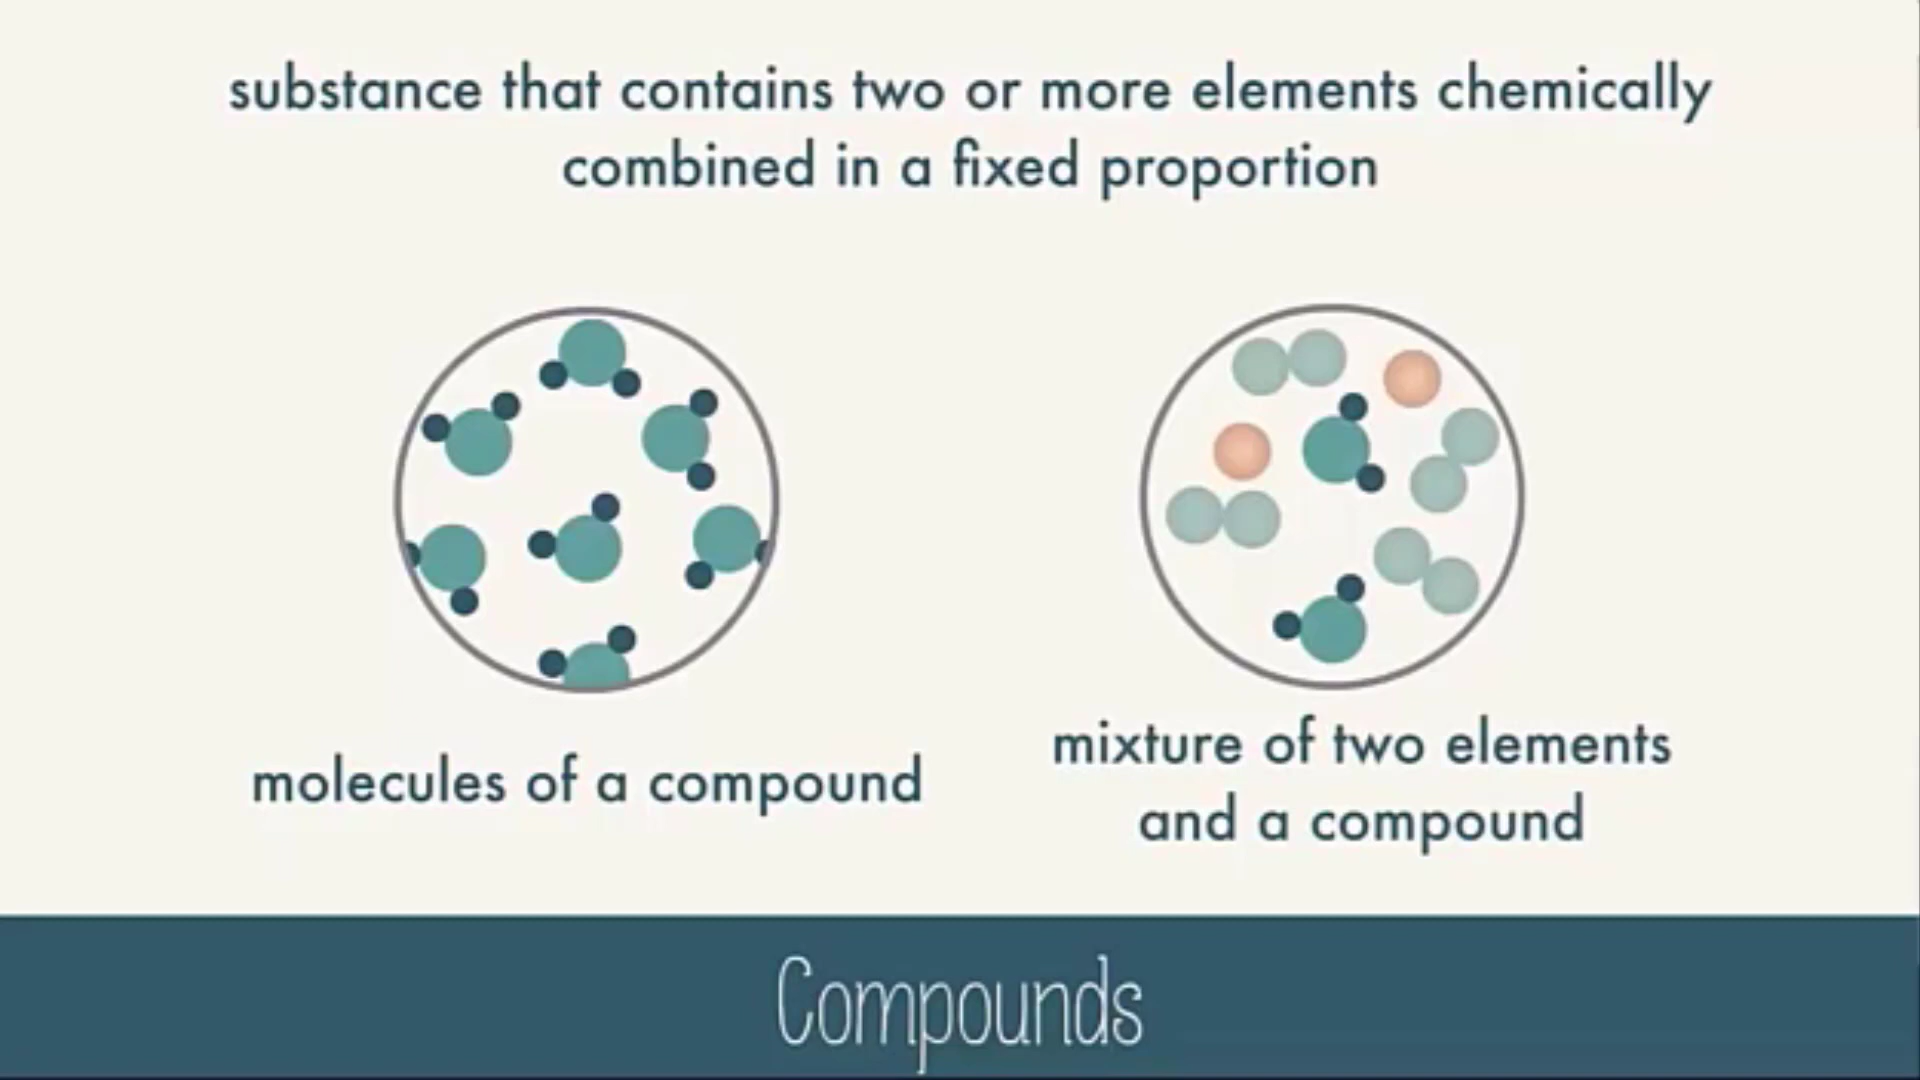 substance that contains two or more elements chemically
combined in a fixed proportion
molecules of a compound
mixture of two elements
and a compound
Compounds